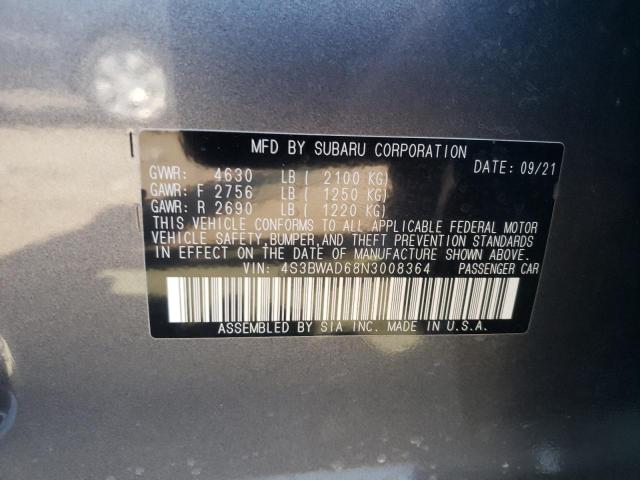 MFD BY SUBARU CORPORATION
DATE: 09/21
GVWR: 4630 LB ( 2100 KG)
GAWR: F 2756 LB ( 1250 KG)
GAWR: R 2690 LB ( 1220 KG)
THIS VEHICLE CONFORMS TO ALL APPLICABLE FEDERAL MOTOR
VEHICLE SAFETY, BUMPER, AND THEFT PREVENTION STANDARDS
IN EFFECT ON THE DATE OF MANUFACTURE SHOWN ABOVE.
VIN: 4S3BWAD68N3008364 PASSENGER CAR
ASSEMBLED BY SIA INC. MADE IN U.S.A.